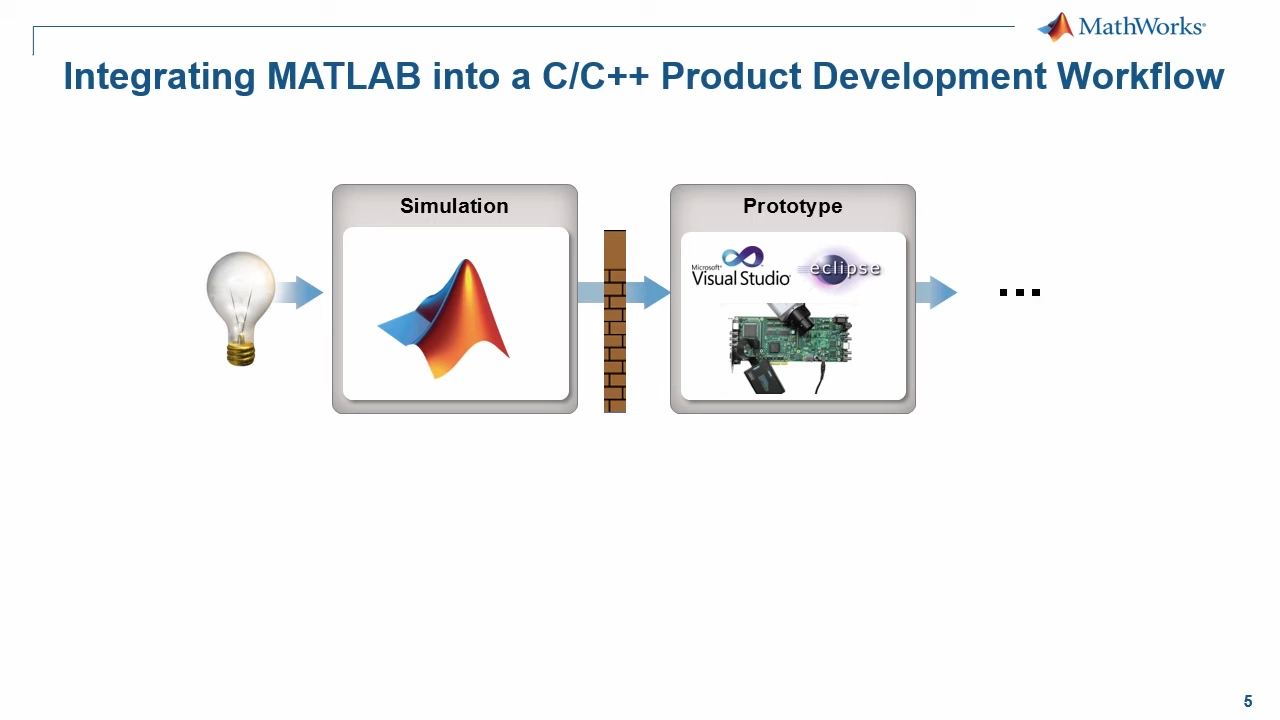 MathWorks®
Integrating MATLAB into a C/C++ Product Development Workflow
Simulation
Prototype
Microsoft®
Visual Studio
eclipse
...
5